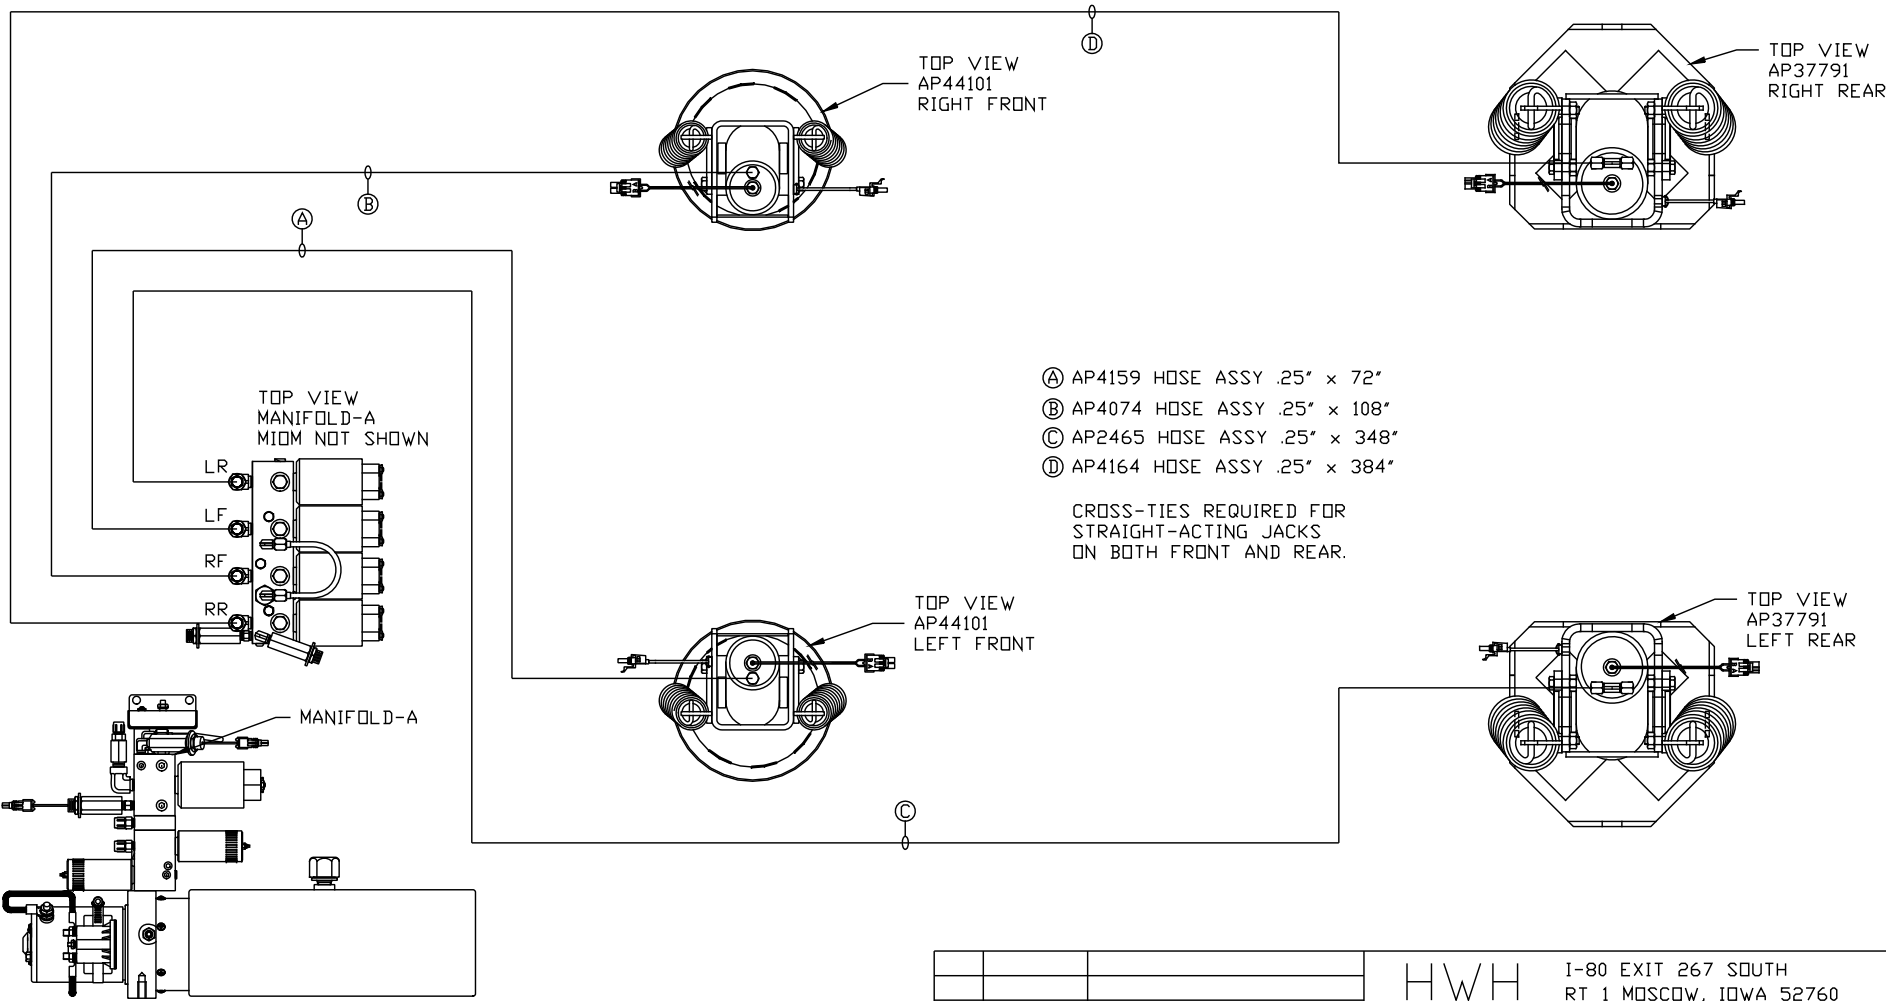 D
TOP VIEW
AP44101
RIGHT FRONT
TOP VIEW
AP37791
RIGHT REAR
B
A
TOP VIEW
MANIFOLD-A
MIOM NOT SHOWN
LR
LF
RF
RR
A AP4159 HOSE ASSY .25" x 72"
B AP4074 HOSE ASSY .25" x 108"
C AP2465 HOSE ASSY .25" x 348"
D AP4164 HOSE ASSY .25" x 384"
CROSS-TIES REQUIRED FOR
STRAIGHT-ACTING JACKS
ON BOTH FRONT AND REAR.
TOP VIEW
AP44101
LEFT FRONT
TOP VIEW
AP37791
LEFT REAR
MANIFOLD-A
C
HWH
I-80 EXIT 267 SOUTH
RT 1 MOSCOW, IOWA 52760